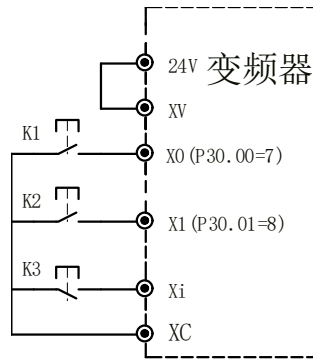 24V 变频器
XV
K1
X0(P30.00=7)
K2
X1(P30.01=8)
K3
Xi
XC